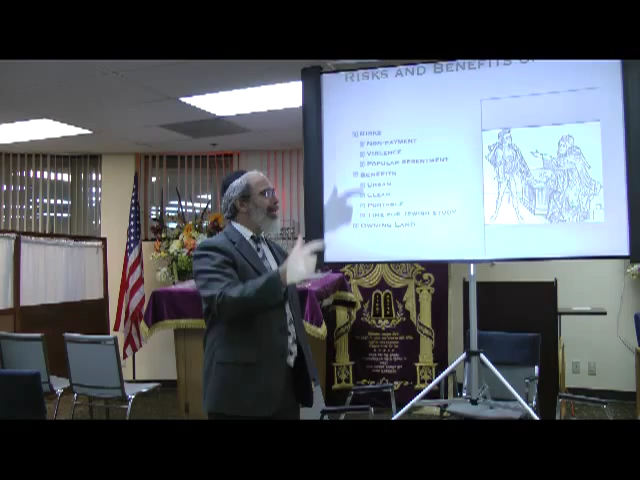 RISKS AND BENEFITS OF
RISKS
NON-PAYMENT
VIOLENCE
POPULAR RESENTMENT
BENEFITS
URBAN
CLEAN
PORTABLE
TIME FOR JEWISH STUDY
OWNING LAND